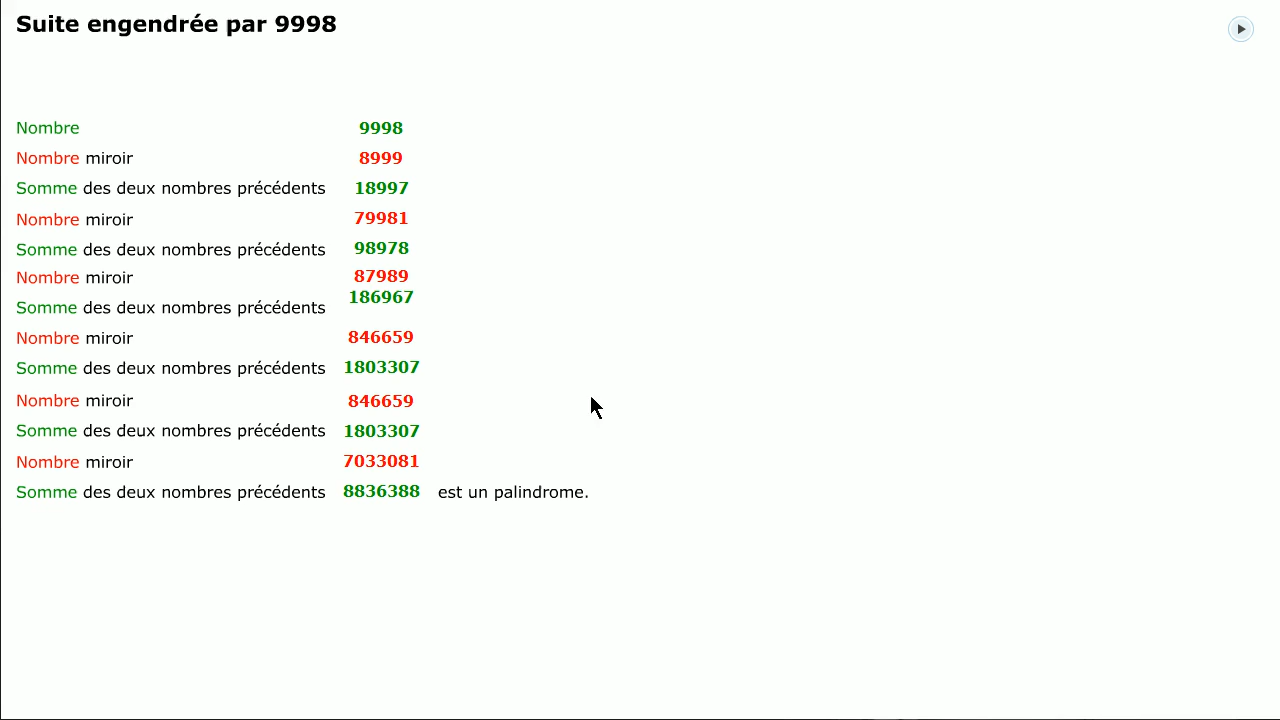 Suite engendrée par 9998
Nombre 9998
Nombre miroir 8999
Somme des deux nombres précédents 18997
Nombre miroir 79981
Somme des deux nombres précédents 98978
Nombre miroir 87989
Somme des deux nombres précédents 186967
Nombre miroir 846659
Somme des deux nombres précédents 1803307
Nombre miroir 846659
Somme des deux nombres précédents 1803307
Nombre miroir 7033081
Somme des deux nombres précédents 8836388 est un palindrome.